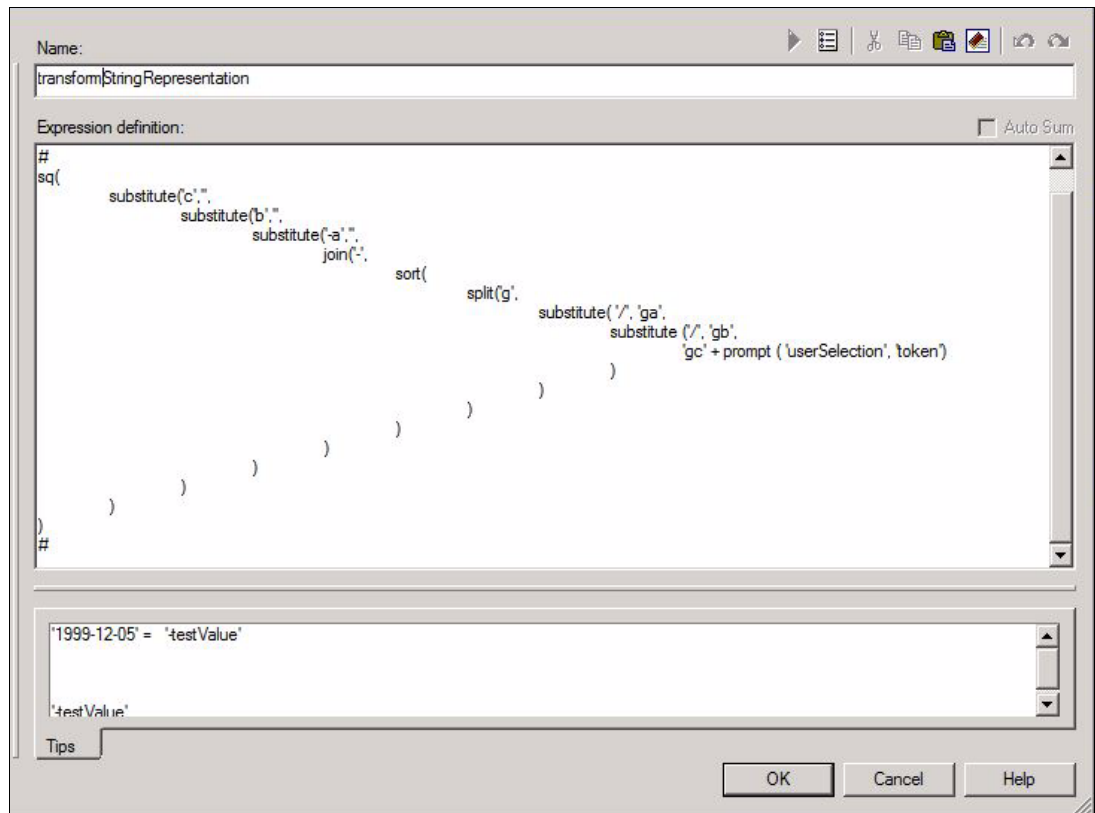 Name:
transformStringRepresentation
Expression definition:
Auto Sum
#
sq(
substitute('c','',
substitute('b','',
substitute('-a','',
join('-',
sort(
split('g',
substitute( '/', 'ga',
substitute ('/', 'gb',
'gc' + prompt ( 'userSelection', 'token')
)
)
)
)
)
)
)
)
)
#
'1999-12-05' = '-testValue'
'-testValue'
Tips
OK
Cancel
Help